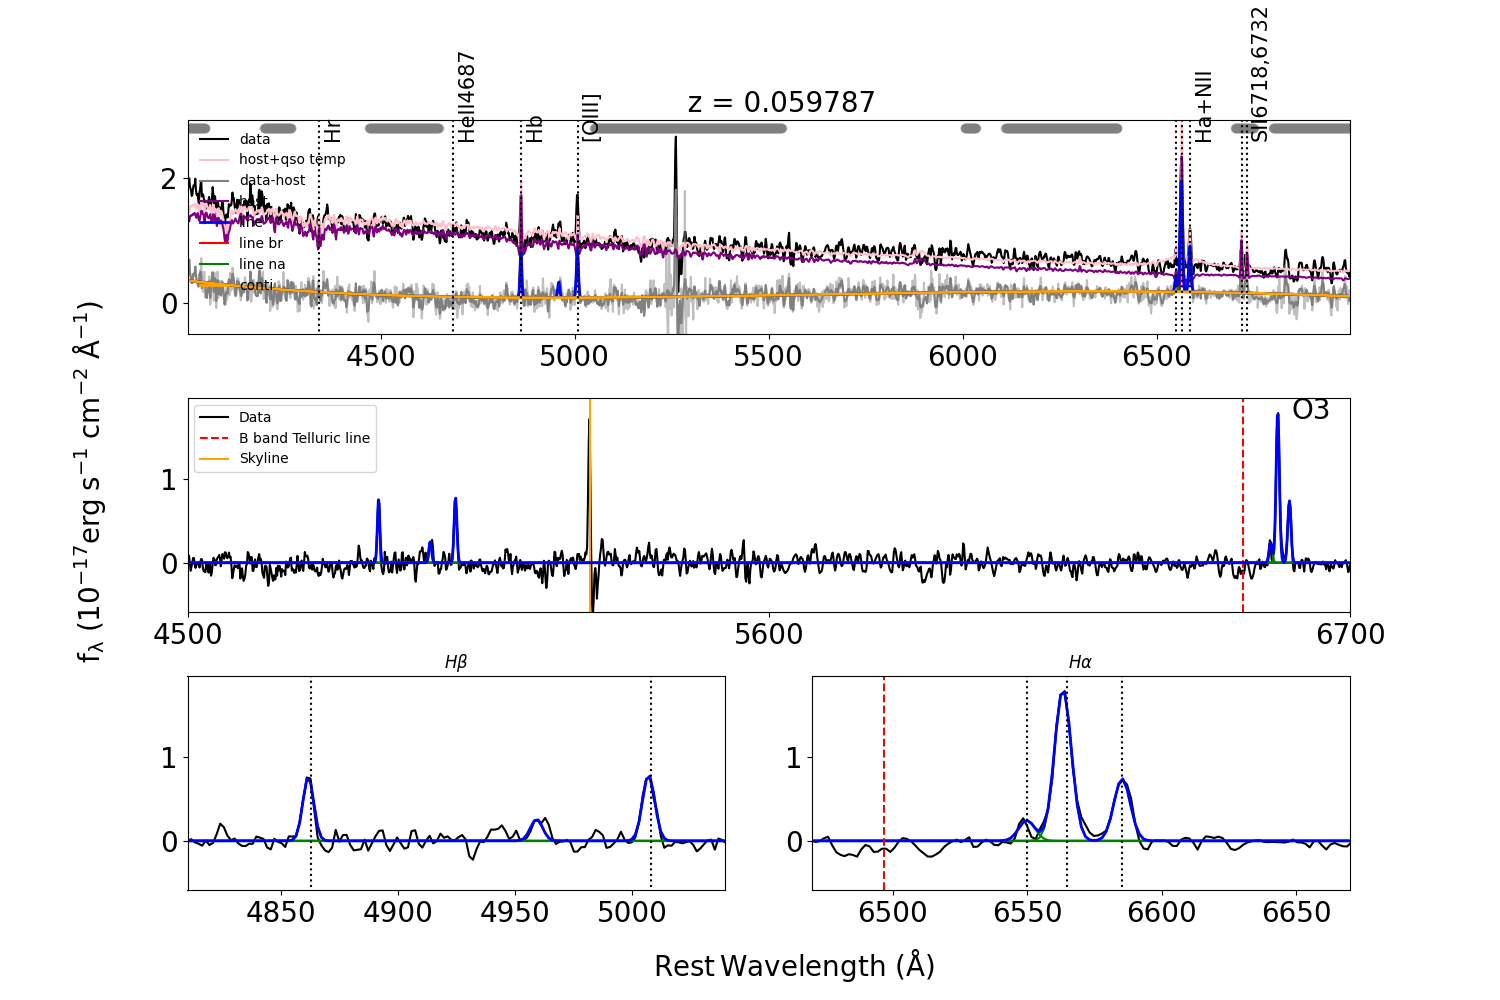 z = 0.059787
Hr
HeII4687
Hb
[OIII]
Ha+NII
SII6718,6732
data
host+qso temp
data-host
line
line br
line na
conti
2
0
4500 5000 5500 6000 6500
f_λ (10^−17 erg s^−1 cm^−2 Å^−1)
Data
B band Telluric line
Skyline
O3
1
0
4500 5600 6700
Hβ
1
0
4850 4900 4950 5000
Hα
1
0
6500 6550 6600 6650
Rest Wavelength (Å)